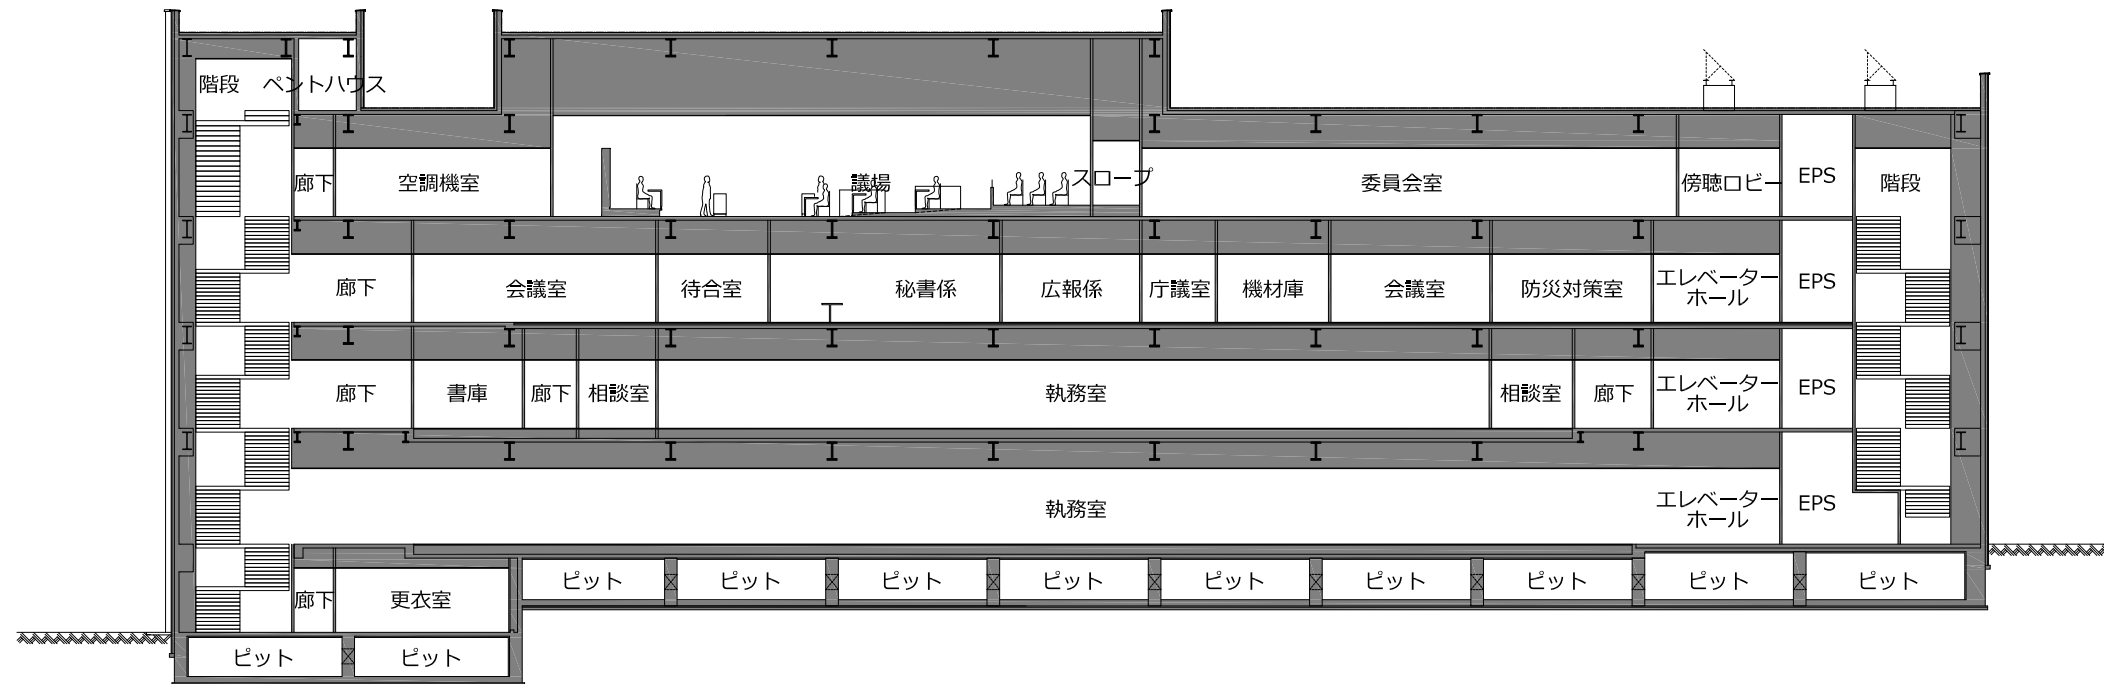 階段
ペントハウス
廊下
空調機室
議場
スロープ
委員会室
傍聴ロビー
EPS
階段
廊下
会議室
待合室
秘書係
広報係
庁議室
機材庫
会議室
防災対策室
エレベーター
ホール
EPS
廊下
書庫
廊下
相談室
執務室
相談室
廊下
エレベーター
ホール
EPS
執務室
エレベーター
ホール
EPS
廊下
更衣室
ピット
ピット
ピット
ピット
ピット
ピット
ピット
ピット
ピット
ピット
ピット